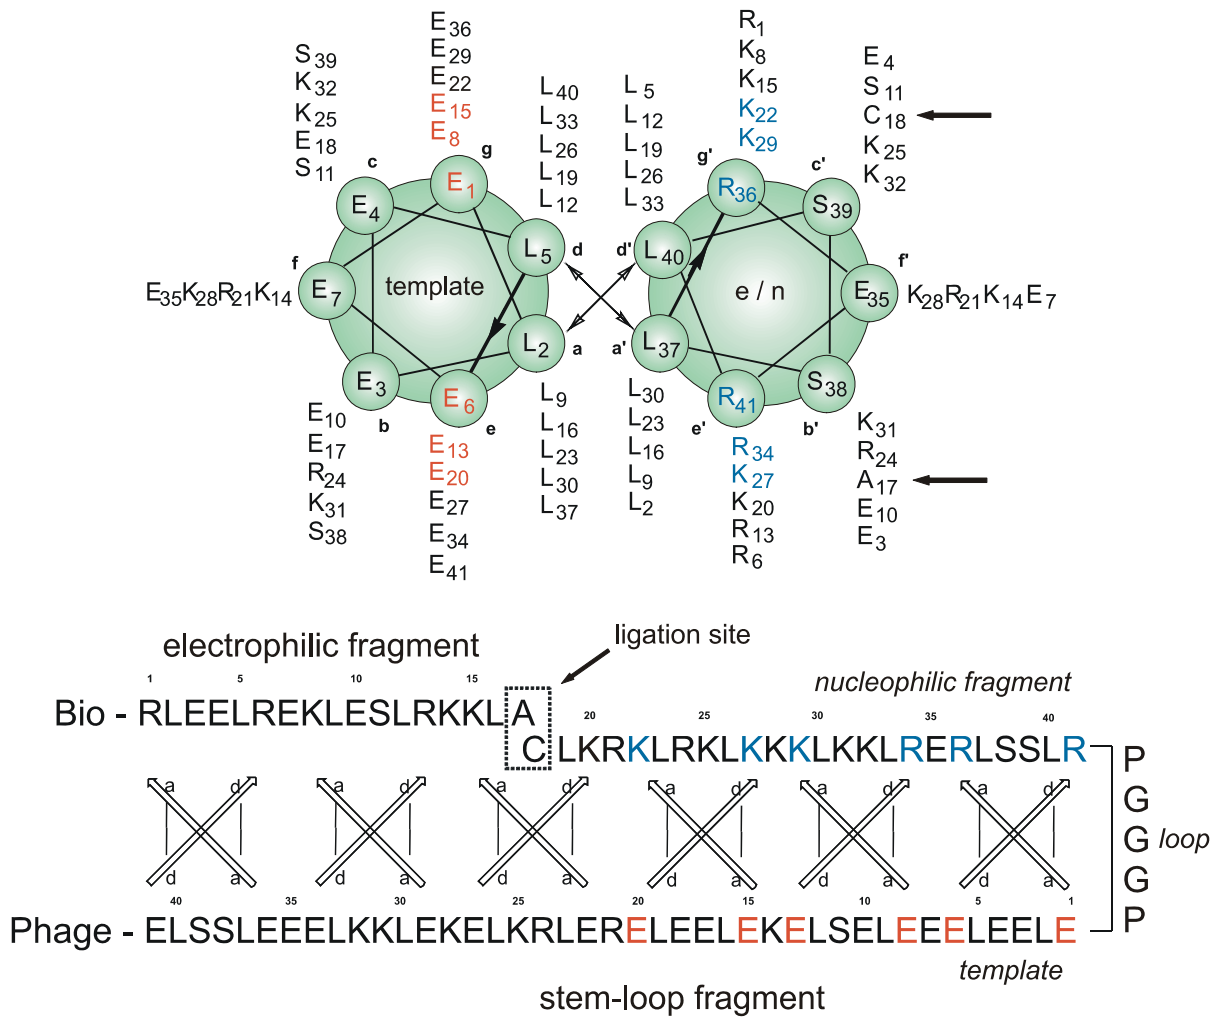 E36
E29
E22
E15
E8
S39
K32
K25
E18
S11
L40
L33
L26
L19
L12
L5
L12
L19
L26
L33
R1
K8
K15
K22
K29
E4
S11
C18
K25
K32
g
c
E1
E4
L5
d
f
E7
template
E35K28R21K14
L2
a
E3
b
E6
e
g'
c'
R36
S39
d'
L40
f'
e / n
E35
K28R21K14E7
a'
L37
R41
e'
S38
b'
E10
E17
R24
K31
S38
E13
E20
E27
E34
E41
L9
L16
L23
L30
L37
L30
L23
L16
L9
L2
R34
K27
K20
R13
R6
K31
R24
A17
E10
E3
electrophilic fragment
ligation site
1 5 10 15
Bio - RLEELREKLESLRKKLA
nucleophilic fragment
20 25 30 35 40
CLKRKLRKLKKKLKKLRERLSSLR
P
G
G
G
P
loop
a d a d a d a d a d a d
d a d a d a d a d a d a
40 35 30 25 20 15 10 5 1
Phage - ELSSLEEELKKLEKELKRLERELEELEKELSELEEELEELE
template
stem-loop fragment